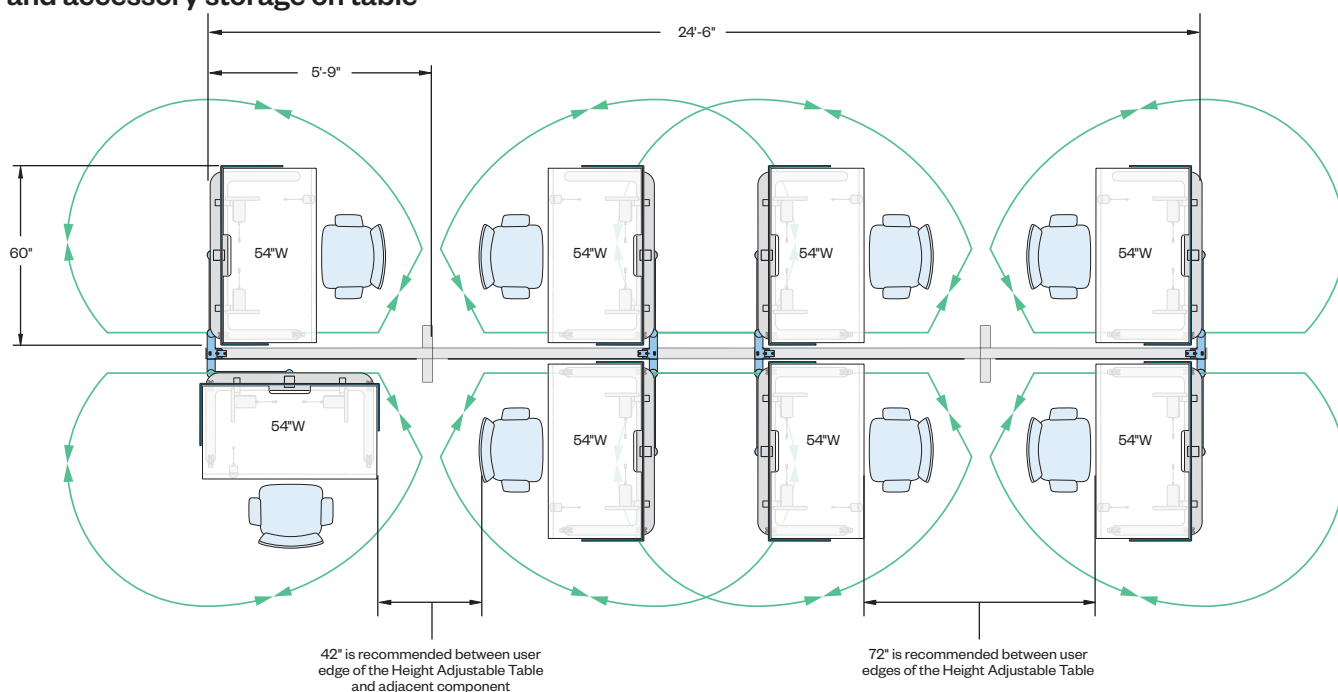 and accessory storage on table
24'-6"
5'-9"
60"
54"W
54"W
54"W
54"W
54"W
54"W
54"W
54"W
42" is recommended between user
edge of the Height Adjustable Table
and adjacent component
72" is recommended between user
edges of the Height Adjustable Table